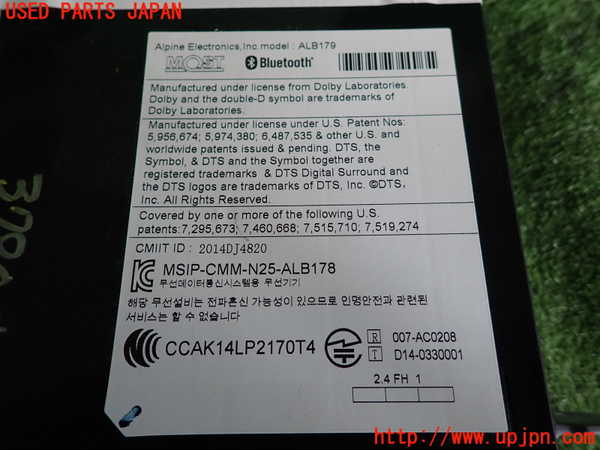 USED PARTS JAPAN
Alpine Electronics,Inc.model : ALB179
MOST Bluetooth®
Manufactured under license from Dolby Laboratories.
Dolby and the double-D symbol are trademarks of
Dolby Laboratories.
Manufactured under license under U.S. Patent Nos:
5,956,674; 5,974,380; 6,487,535 & other U.S. and
worldwide patents issued & pending. DTS, the
Symbol, & DTS and the Symbol together are
registered trademarks & DTS Digital Surround and
the DTS logos are trademarks of DTS, Inc. ©DTS,
Inc. All Rights Reserved.
Covered by one or more of the following U.S.
patents:7,295,673; 7,460,668; 7,515,710; 7,519,274
CMIIT ID : 2014DJ4820
MSIP-CMM-N25-ALB178
무선데이터통신시스템용 무선기기
해당 무선설비는 전파혼신 가능성이 있으므로 인명안전과 관련된
서비스는 할 수 없음
CCAK14LP2170T4
R 007-AC0208
T D14-0330001
2.4 FH 1
UPJ http://www.upjpn.com/